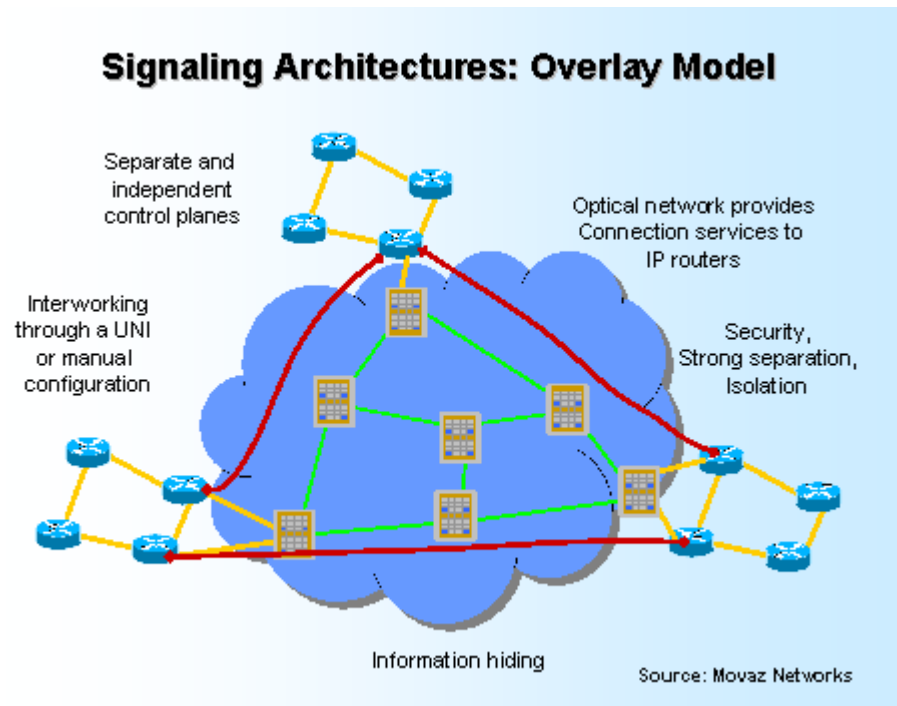 Signaling Architectures: Overlay Model
Separate and
independent
control planes
Optical network provides
Connection services to
IP routers
Interworking
through a UNI
or manual
configuration
Security,
Strong separation,
Isolation
Information hiding
Source: Movaz Networks